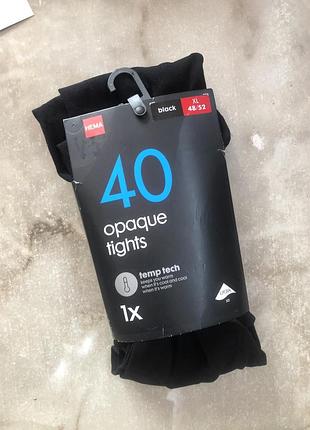 HEMA
black
XL
48/52
40
opaque
tights
temp tech
keeps you warm
when it's cool and cool
when it's warm
1x